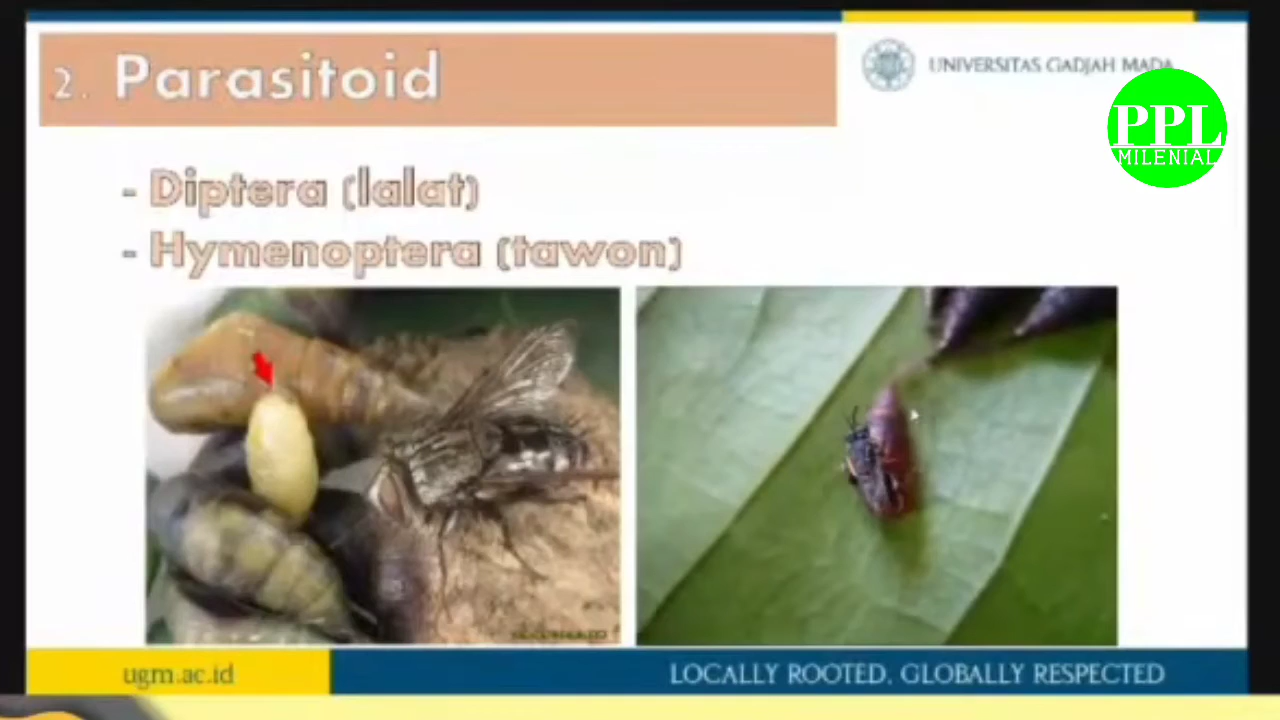 2. Parasitoid
UNIVERSITAS GADJAH MADA
PPL
MILENIAL
- Diptera (lalat)
- Hymenoptera (tawon)
ugm.ac.id
LOCALLY ROOTED, GLOBALLY RESPECTED